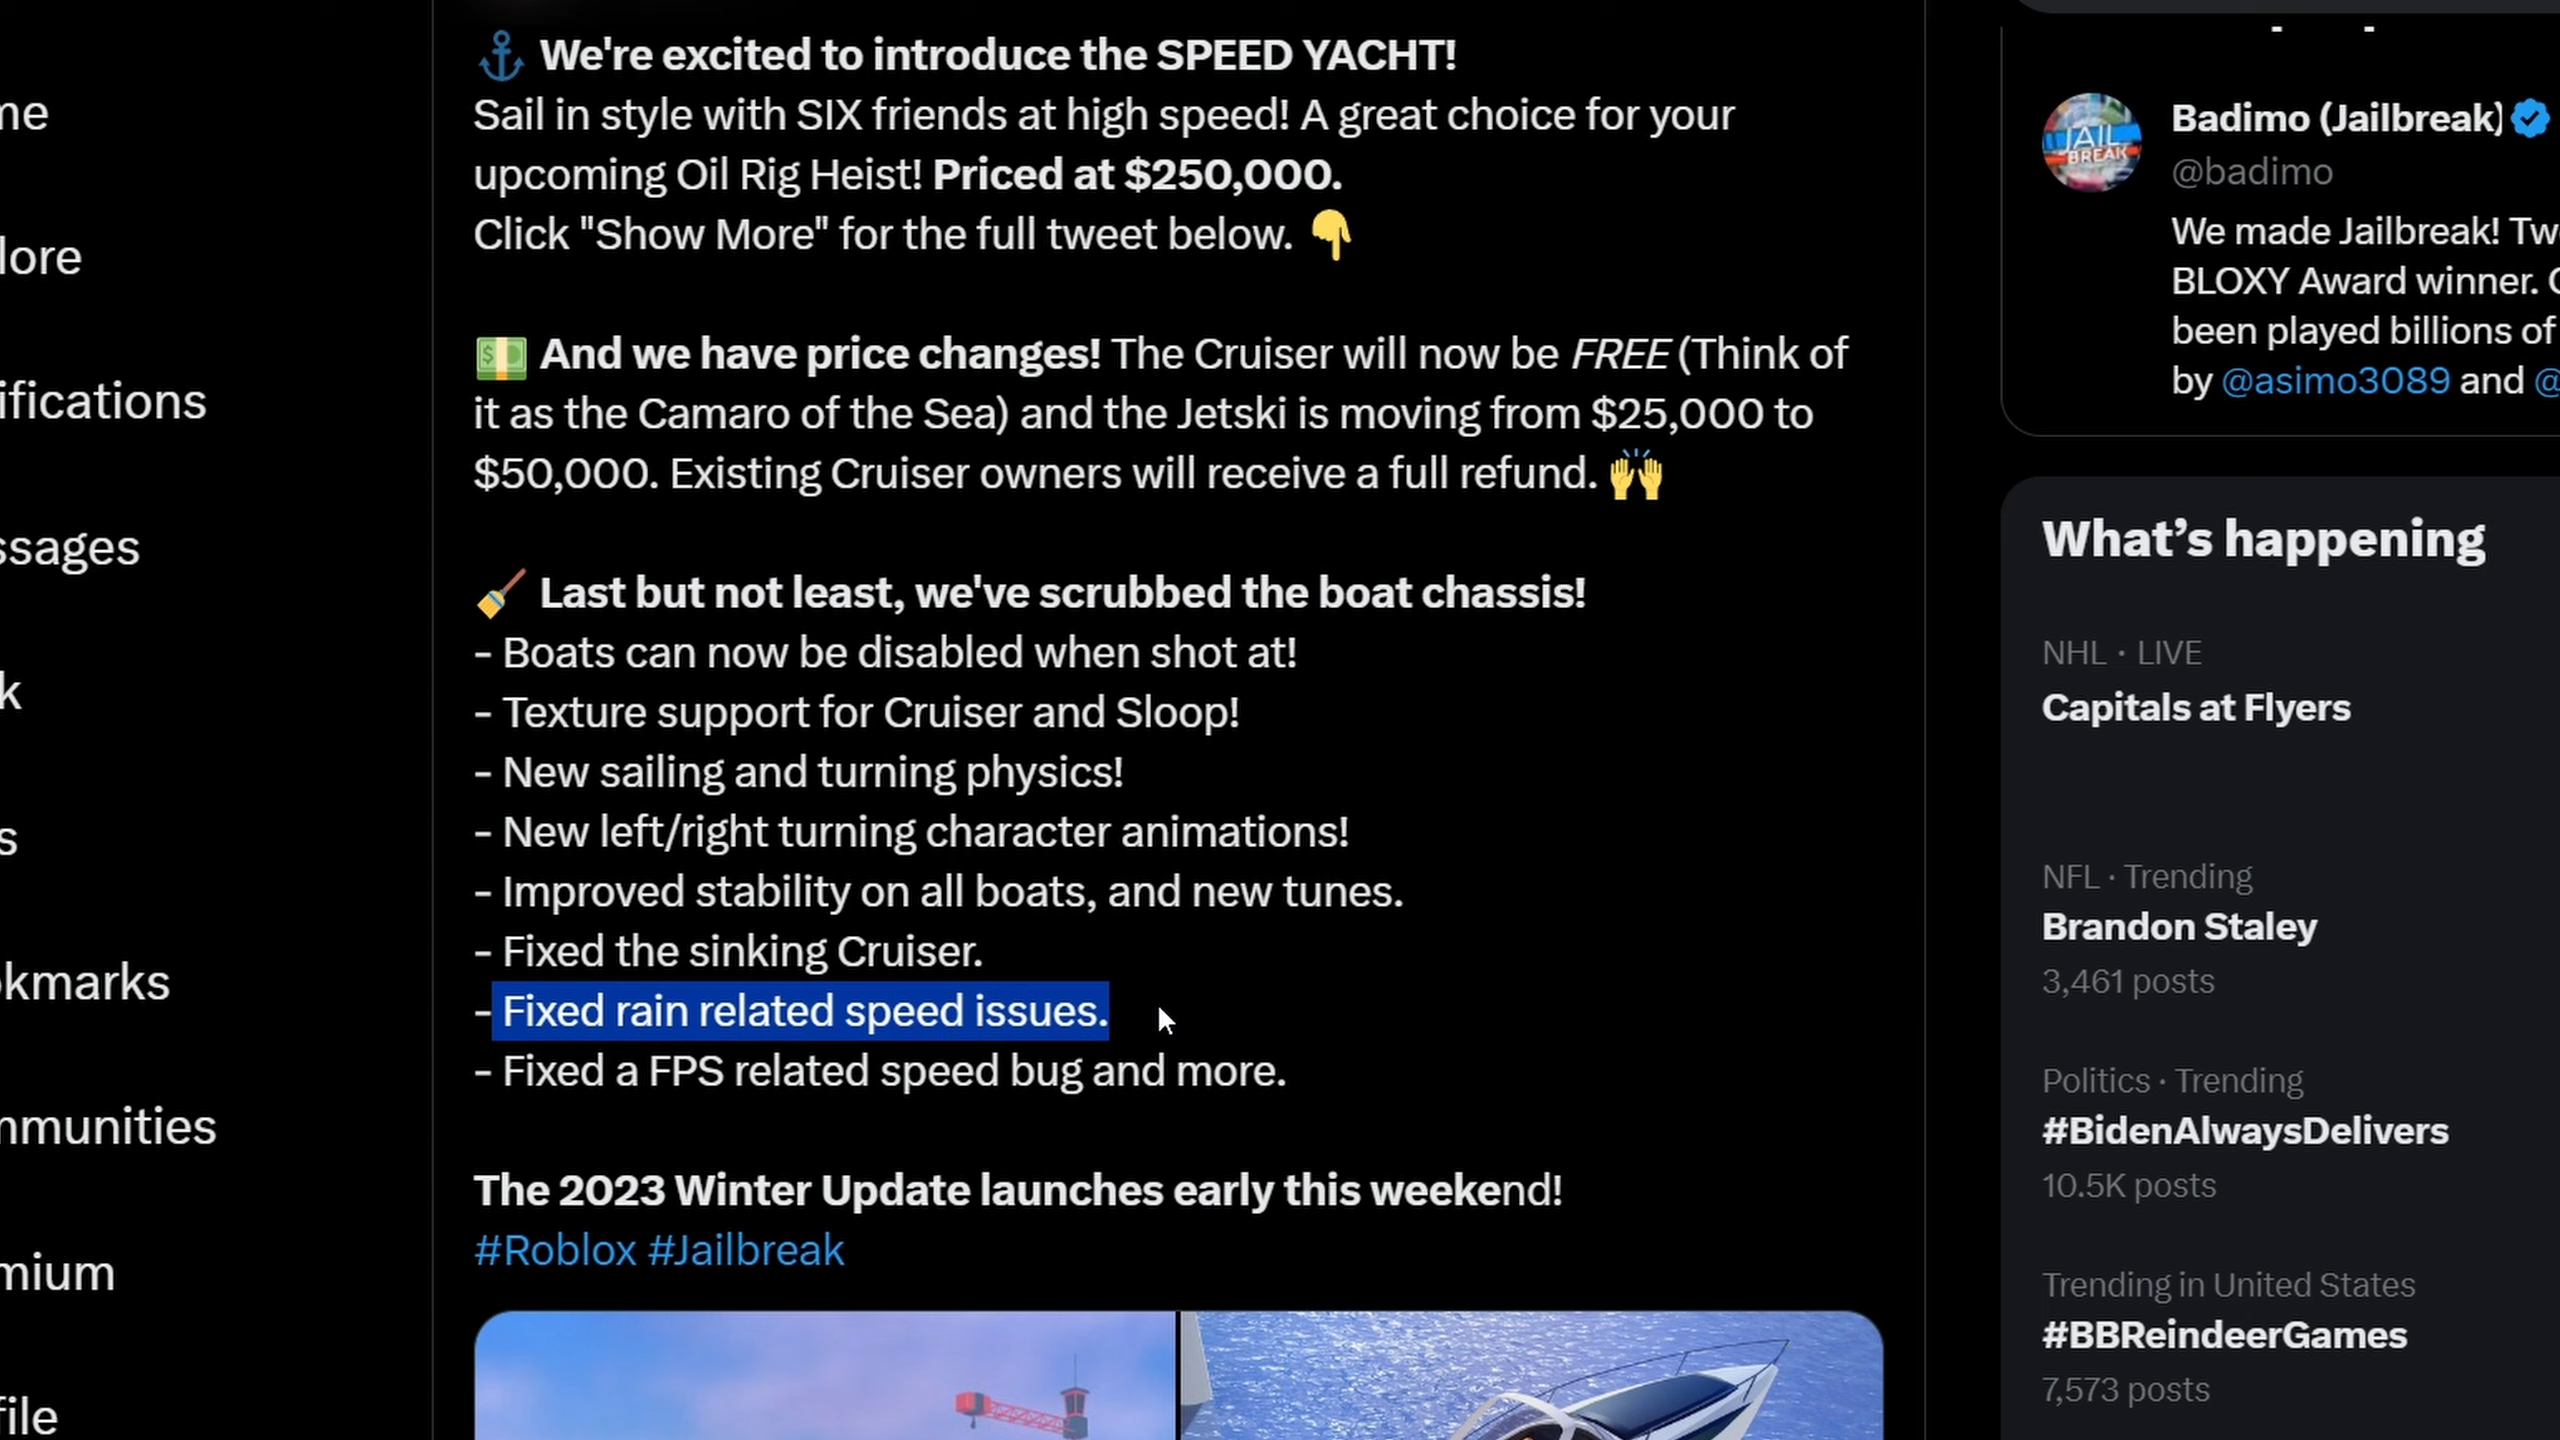 We're excited to introduce the SPEED YACHT!
Sail in style with SIX friends at high speed! A great choice for your
upcoming Oil Rig Heist! Priced at $250,000.
Click "Show More" for the full tweet below.
And we have price changes! The Cruiser will now be FREE (Think of
it as the Camaro of the Sea) and the Jetski is moving from $25,000 to
$50,000. Existing Cruiser owners will receive a full refund.
Last but not least, we've scrubbed the boat chassis!
- Boats can now be disabled when shot at!
- Texture support for Cruiser and Sloop!
- New sailing and turning physics!
- New left/right turning character animations!
- Improved stability on all boats, and new tunes.
- Fixed the sinking Cruiser.
- Fixed rain related speed issues.
- Fixed a FPS related speed bug and more.
The 2023 Winter Update launches early this weekend!
#Roblox #Jailbreak
me
lore
ifications
ssages
k
s
okmarks
mmunities
mium
file
JAIL
BREAK
Badimo (Jailbreak)
@badimo
We made Jailbreak! Tw
BLOXY Award winner.
been played billions of
by @asimo3089 and @
What's happening
NHL · LIVE
Capitals at Flyers
NFL · Trending
Brandon Staley
3,461 posts
Politics · Trending
#BidenAlwaysDelivers
10.5K posts
Trending in United States
#BBReindeerGames
7,573 posts